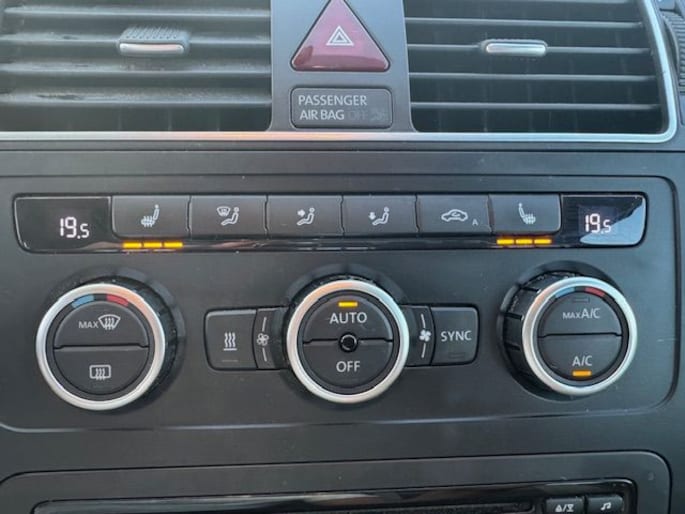 PASSENGER
AIR BAG OFF
19.5
A
19.5
MAX
AUTO
OFF
SYNC
MAX A/C
A/C